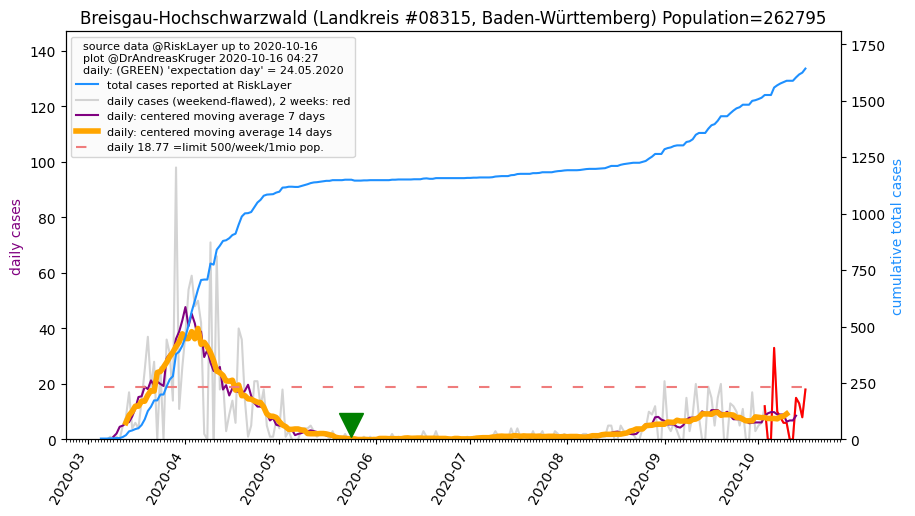 Breisgau-Hochschwarzwald (Landkreis #08315, Baden-Württemberg) Population=262795
source data @RiskLayer up to 2020-10-16
plot @DrAndreasKruger 2020-10-16 04:27
daily: (GREEN) 'expectation day' = 24.05.2020
total cases reported at RiskLayer
daily cases (weekend-flawed), 2 weeks: red
daily: centered moving average 7 days
daily: centered moving average 14 days
daily 18.77 =limit 500/week/1mio pop.
daily cases
140
120
100
80
60
40
20
0
cumulative total cases
1750
1500
1250
1000
750
500
250
0
2020-03
2020-04
2020-05
2020-06
2020-07
2020-08
2020-09
2020-10